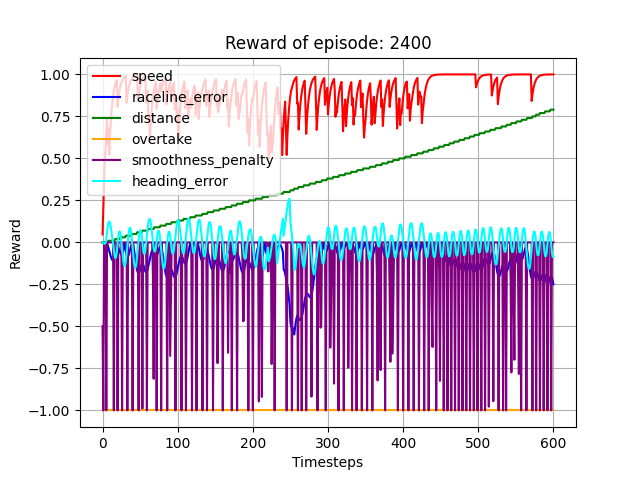 Reward of episode: 2400
1.00
0.75
0.50
0.25
0.00
−0.25
−0.50
−0.75
−1.00
Reward
speed
raceline_error
distance
overtake
smoothness_penalty
heading_error
0 100 200 300 400 500 600
Timesteps